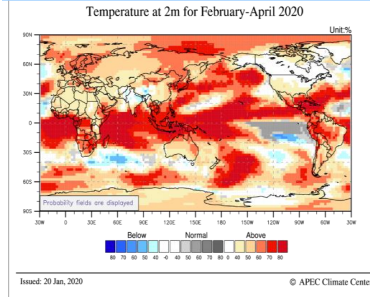 Temperature at 2m for February-April 2020
Unit:%
90N
60N
30N
0
30S
60S
90S
Probability fields are displayed
30W 0 30E 60E 90E 120E 150E 180 150W 120W 90W 60W 30W
Below Normal Above
80 70 60 50 40 -0 40 50 60 70 80 0 40 50 60 70 80
Issued: 20 Jan, 2020
© APEC Climate Center